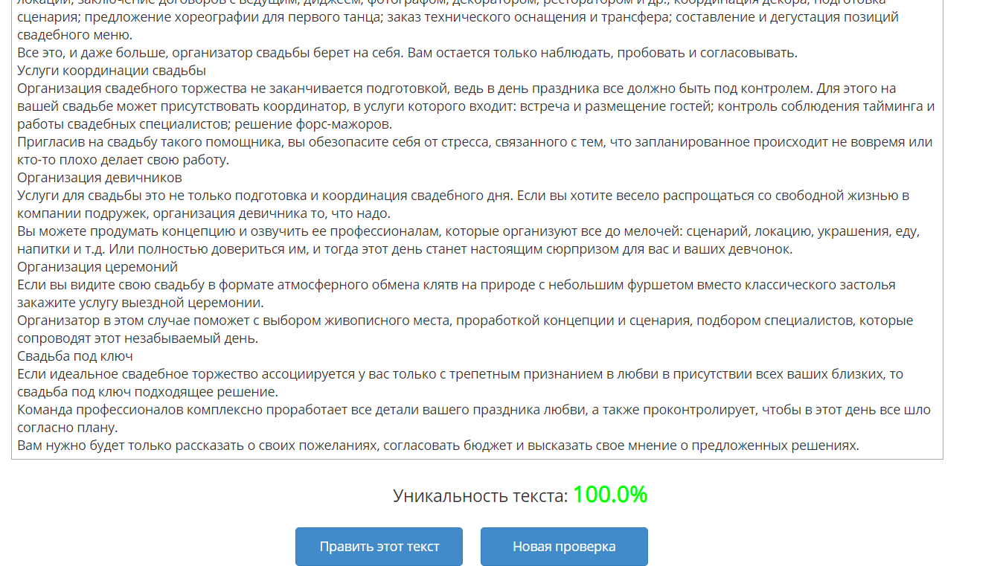 локации; заключение договоров с ведущим, диджеем, фотографом, декоратором, ресторатором и др.; координация декора; подготовка
сценария; предложение хореографии для первого танца; заказ технического оснащения и трансфера; составление и дегустация позиций
свадебного меню.
Все это, и даже больше, организатор свадьбы берет на себя. Вам остается только наблюдать, пробовать и согласовывать.
Услуги координации свадьбы
Организация свадебного торжества не заканчивается подготовкой, ведь в день праздника все должно быть под контролем. Для этого на
вашей свадьбе может присутствовать координатор, в услуги которого входит: встреча и размещение гостей; контроль соблюдения тайминга и
работы свадебных специалистов; решение форс-мажоров.
Пригласив на свадьбу такого помощника, вы обезопасите себя от стресса, связанного с тем, что запланированное происходит не вовремя или
кто-то плохо делает свою работу.
Организация девичников
Услуги для свадьбы это не только подготовка и координация свадебного дня. Если вы хотите весело распрощаться со свободной жизнью в
компании подружек, организация девичника то, что надо.
Вы можете продумать концепцию и озвучить ее профессионалам, которые организуют все до мелочей: сценарий, локацию, украшения, еду,
напитки и т.д. Или полностью довериться им, и тогда этот день станет настоящим сюрпризом для вас и ваших девчонок.
Организация церемоний
Если вы видите свою свадьбу в формате атмосферного обмена клятв на природе с небольшим фуршетом вместо классического застолья
закажите услугу выездной церемонии.
Организатор в этом случае поможет с выбором живописного места, проработкой концепции и сценария, подбором специалистов, которые
сопроводят этот незабываемый день.
Свадьба под ключ
Если идеальное свадебное торжество ассоциируется у вас только с трепетным признанием в любви в присутствии всех ваших близких, то
свадьба под ключ подходящее решение.
Команда профессионалов комплексно проработает все детали вашего праздника любви, а также проконтролирует, чтобы в этот день все шло
согласно плану.
Вам нужно будет только рассказать о своих пожеланиях, согласовать бюджет и высказать свое мнение о предложенных решениях.
Уникальность текста: 100.0%
Править этот текст
Новая проверка